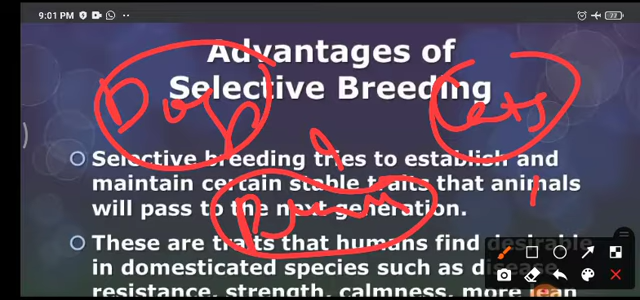 9:01 PM
77
Advantages of
Selective Breeding
Dogs
Cats
Selective breeding tries to establish and
maintain certain stable traits that animals
will pass to the next generation.
These are traits that humans find desirable
in domesticated species such as disease
resistance, strength, calmness, more lean